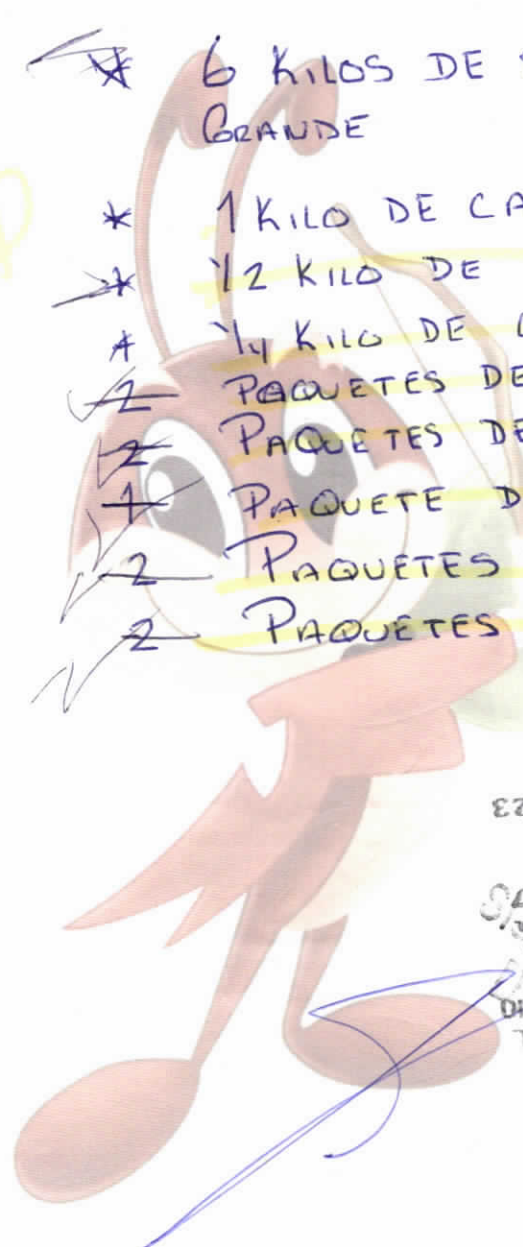 * 6 KILOS DE
GRANDE
* 1 KILO DE CA
* 1/2 KILO DE
* 1/4 KILO DE
2 PAQUETES DE
2 PAQUETES DE
1 PAQUETE D
2 PAQUETES
2 PAQUETES